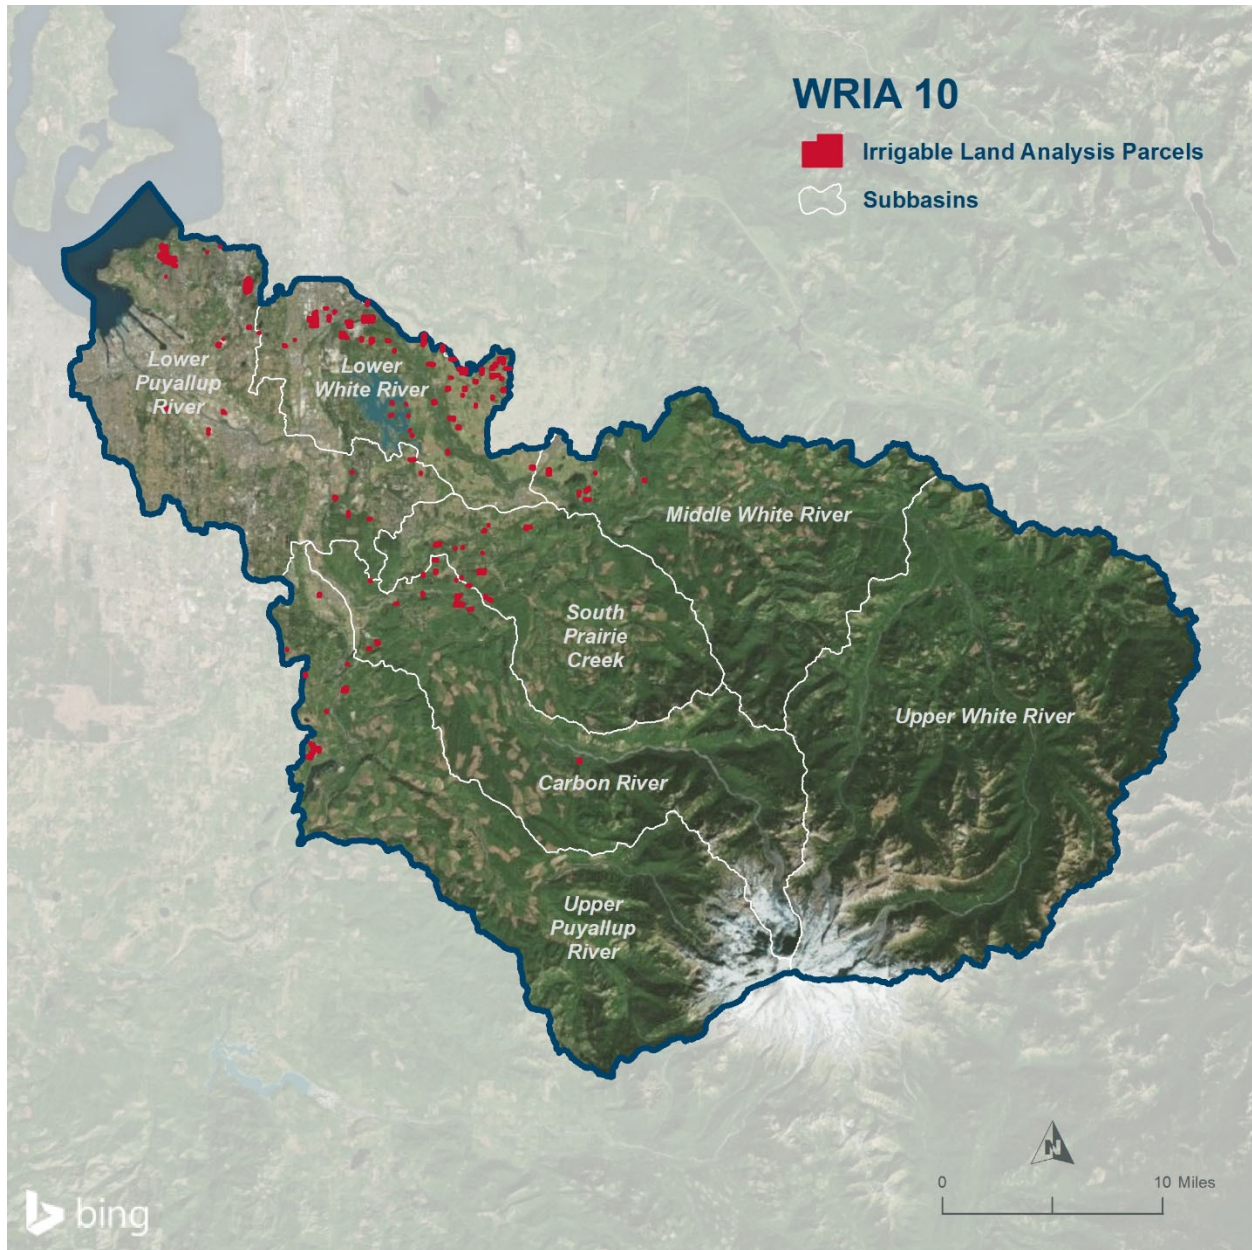 WRIA 10
Irrigable Land Analysis Parcels
Subbasins
Lower
Puyallup
River
Lower
White River
Middle White River
South
Prairie
Creek
Upper White River
Carbon River
Upper
Puyallup
River
N
0 10 Miles
bing